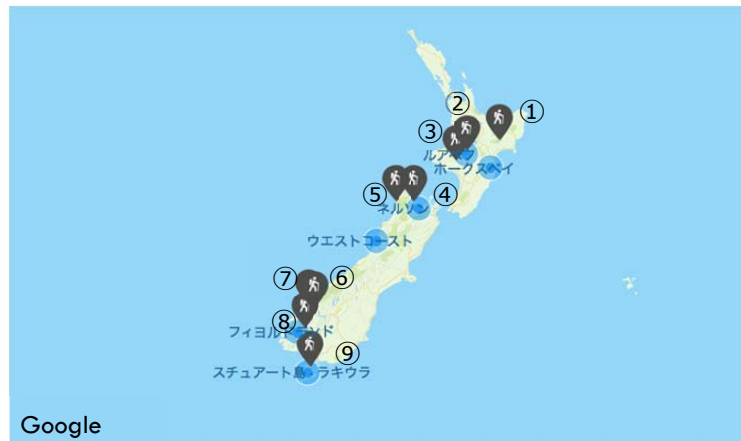 ②
①
③
ルアペフ
ホークスベイ
⑤
④
ネルソン
ウエストコースト
⑦
⑥
⑧
フィヨルドランド
⑨
スチュアート島・ラキウラ
Google